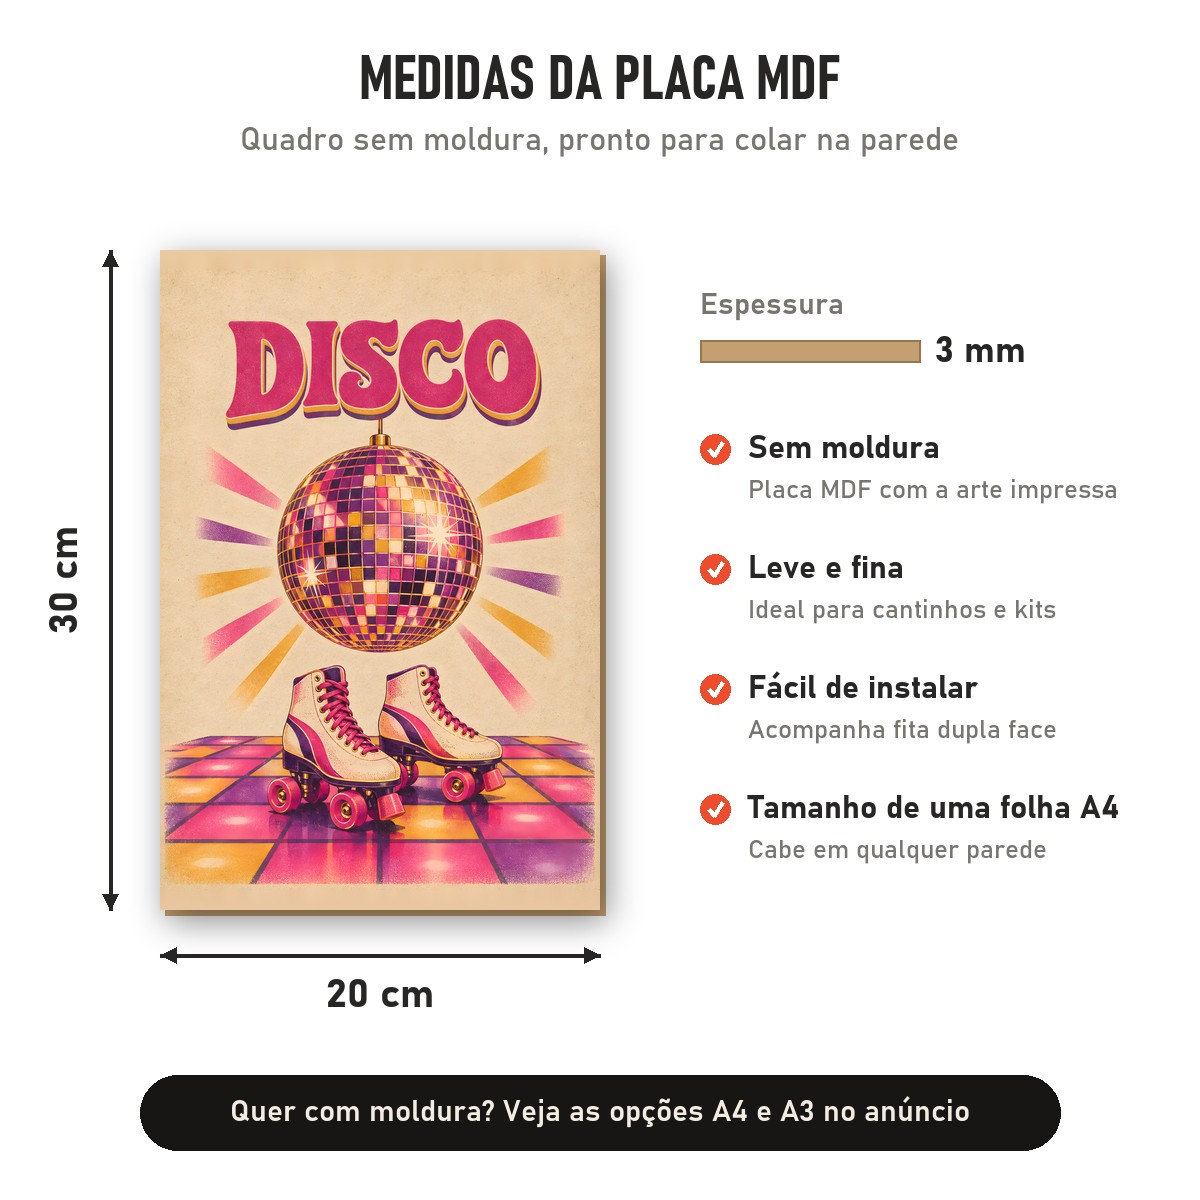 MEDIDAS DA PLACA MDF
Quadro sem moldura, pronto para colar na parede
DISCO
30 cm
20 cm
Espessura
3 mm
Sem moldura
Placa MDF com a arte impressa
Leve e fina
Ideal para cantinhos e kits
Fácil de instalar
Acompanha fita dupla face
Tamanho de uma folha A4
Cabe em qualquer parede
Quer com moldura? Veja as opções A4 e A3 no anúncio